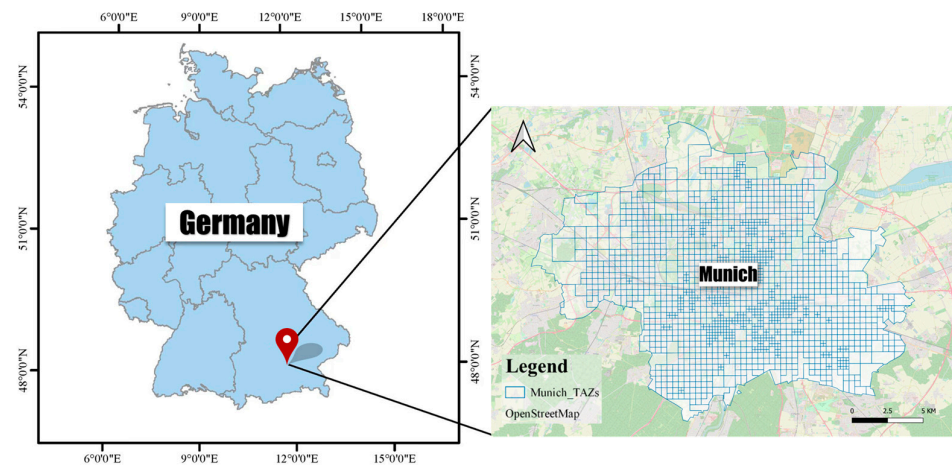 6°0'0"E 9°0'0"E 12°0'0"E 15°0'0"E 18°0'0"E
54°0'0"N
54°0'0"N
51°0'0"N
51°0'0"N
48°0'0"N
48°0'0"N
Germany
Munich
Legend
Munich_TAZs
OpenStreetMap
0 2.5 5 KM
6°0'0"E 9°0'0"E 12°0'0"E 15°0'0"E